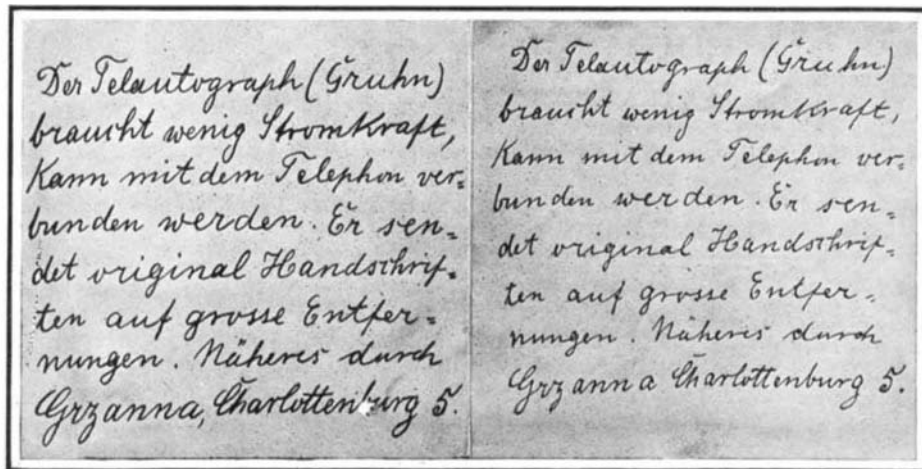 Der Telautograph (Gruhn)
braucht wenig Stromkraft,
kann mit dem Telephon ver=
bunden werden. Er sen=
det original Handschrif=
ten auf grosse Entfer=
nungen. Näheres durch
Grzanna, Charlottenburg 5.
Der Telautograph (Gruhn)
braucht wenig Stromkraft,
kann mit dem Telephon ver=
bunden werden. Er sen=
det original Handschrif=
ten auf grosse Entfer=
nungen. Näheres durch
Grzanna Charlottenburg 5.